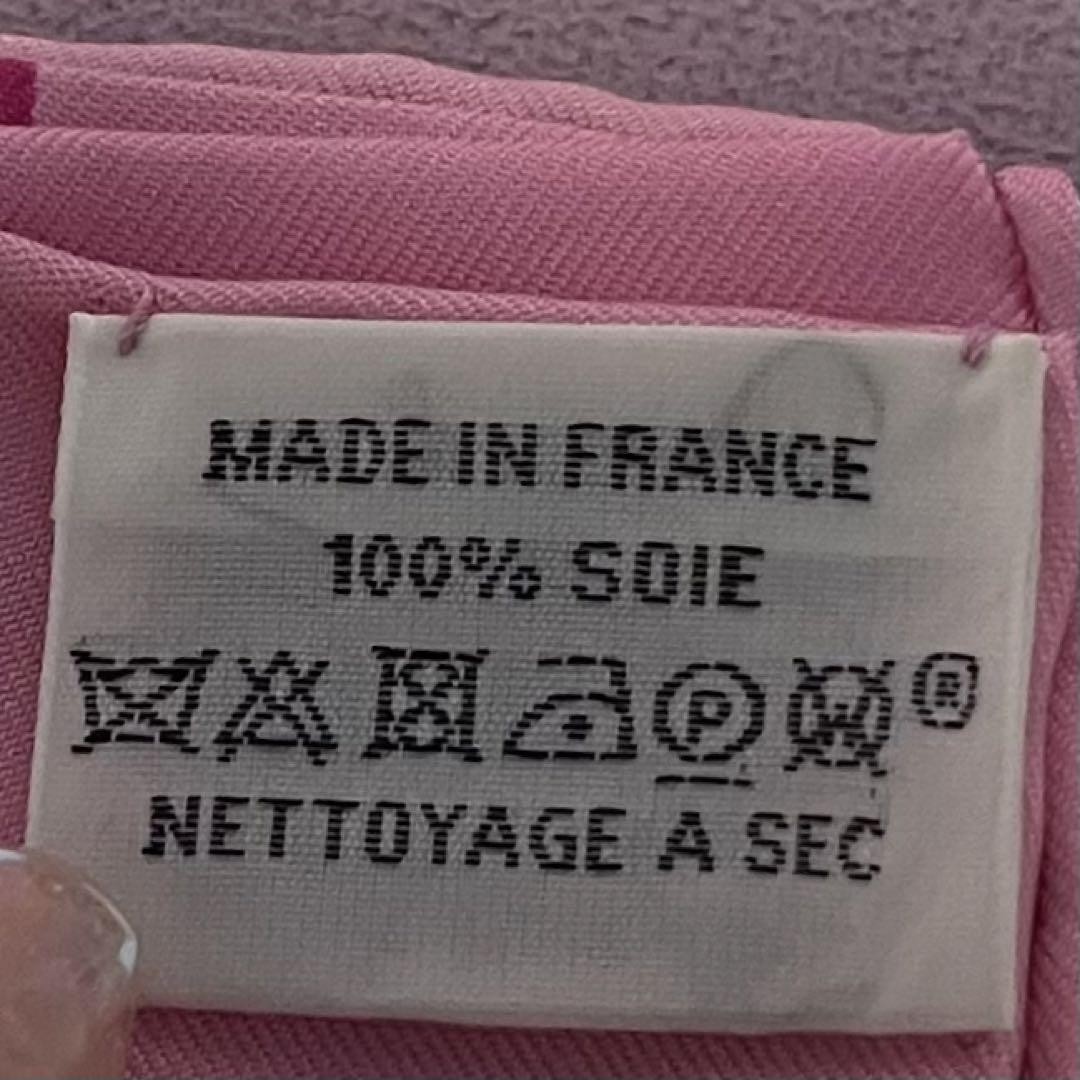 MADE IN FRANCE
100% SOIE
P W ®
NETTOYAGE A SEC